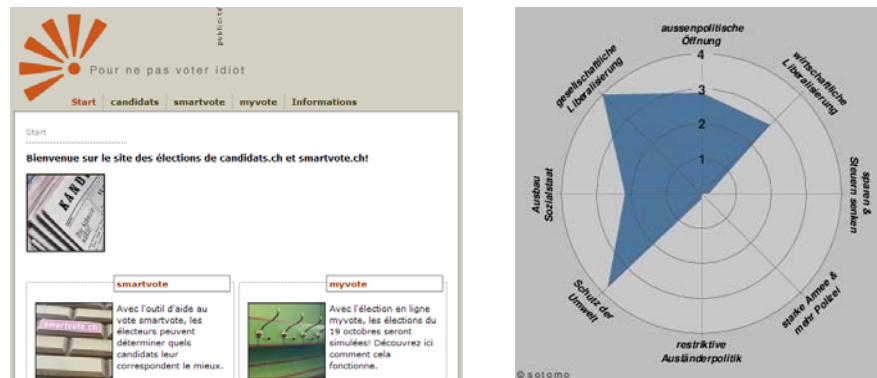 publicité
Pour ne pas voter idiot
Start candidats smartvote myvote Informations
Start
Bienvenue sur le site des élections de candidats.ch et smartvote.ch!
KANDI
smartvote
smartvote.ch
Avec l'outil d'aide au
vote smartvote, les
électeurs peuvent
déterminer quels
candidats leur
correspondent le mieux.
myvote
Avec l'élection en ligne
myvote, les élections du
19 octobres seront
simulées! Découvrez ici
comment cela
fonctionne.
aussenpolitische
Öffnung
wirtschaftliche
Liberalisierung
sparen &
Steuern senken
starke Armee &
mehr Polizei
restriktive
Ausländerpolitik
Schutz der
Umwelt
Ausbau
Sozialstaat
gesellschaftliche
Liberalisierung
4
3
2
1
© sotomo